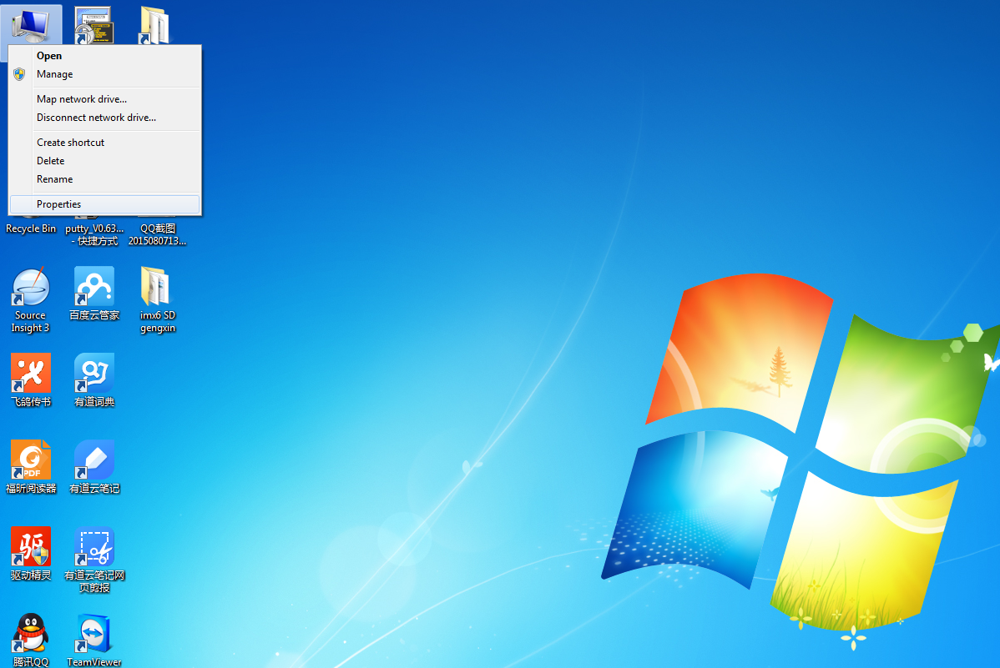 Open
Manage
Map network drive...
Disconnect network drive...
Create shortcut
Delete
Rename
Properties
Recycle Bin
putty_V0.63...
- 快捷方式
QQ截图
2015080713...
Source
Insight 3
百度云管家
imx6 SD
gengxin
飞鸽传书
有道词典
PDF
福昕阅读器
有道云笔记
驱
驱动精灵
有道云笔记网
页剪报
腾讯QQ
TeamViewer